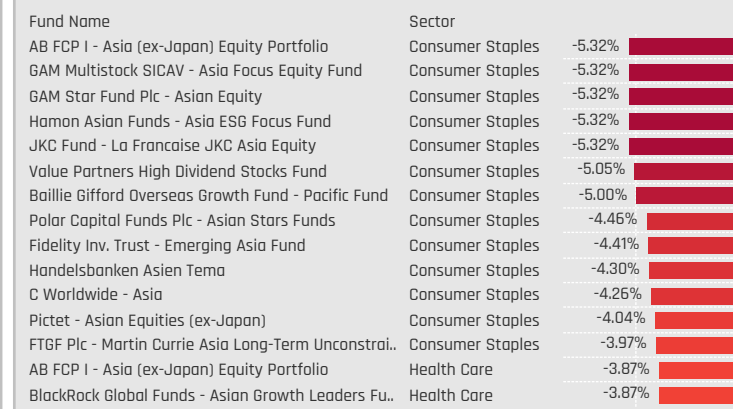 Fund Name Sector
AB FCP I - Asia (ex-Japan) Equity Portfolio Consumer Staples -5.32%
GAM Multistock SICAV - Asia Focus Equity Fund Consumer Staples -5.32%
GAM Star Fund Plc - Asian Equity Consumer Staples -5.32%
Hamon Asian Funds - Asia ESG Focus Fund Consumer Staples -5.32%
JKC Fund - La Francaise JKC Asia Equity Consumer Staples -5.32%
Value Partners High Dividend Stocks Fund Consumer Staples -5.05%
Baillie Gifford Overseas Growth Fund - Pacific Fund Consumer Staples -5.00%
Polar Capital Funds Plc - Asian Stars Funds Consumer Staples -4.46%
Fidelity Inv. Trust - Emerging Asia Fund Consumer Staples -4.41%
Handelsbanken Asien Tema Consumer Staples -4.30%
C Worldwide - Asia Consumer Staples -4.26%
Pictet - Asian Equities (ex-Japan) Consumer Staples -4.04%
FTGF Plc - Martin Currie Asia Long-Term Unconstrai.. Consumer Staples -3.97%
AB FCP I - Asia (ex-Japan) Equity Portfolio Health Care -3.87%
BlackRock Global Funds - Asian Growth Leaders Fu.. Health Care -3.87%